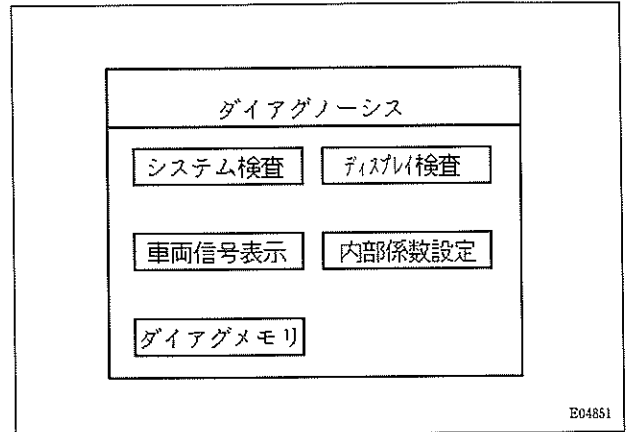 ダイアグノーシス
システム検査 ディスプレイ検査
車両信号表示 内部係数設定
ダイアグメモリ
E04851